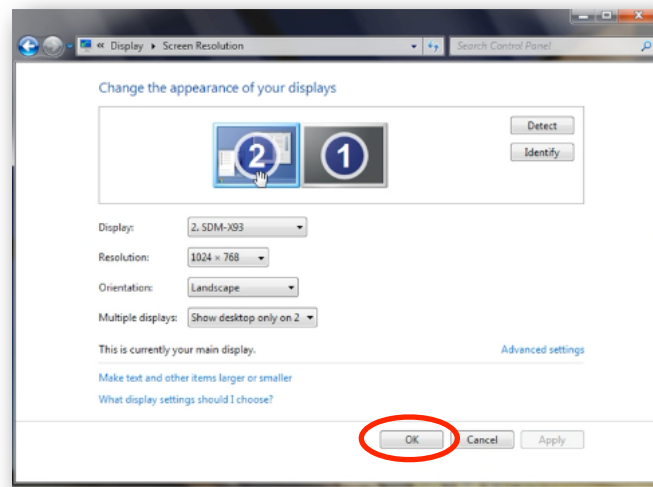 « Display ▸ Screen Resolution
Search Control Panel
Change the appearance of your displays
2
1
Detect
Identify
Display: 2. SDM-X93
Resolution: 1024 × 768
Orientation: Landscape
Multiple displays: Show desktop only on 2
This is currently your main display.
Advanced settings
Make text and other items larger or smaller
What display settings should I choose?
OK
Cancel
Apply